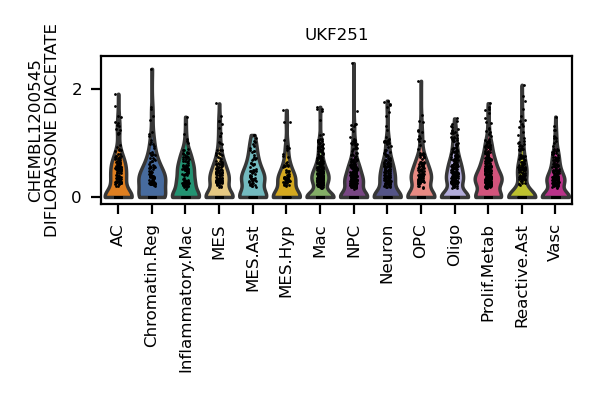 UKF251
CHEMBL1200545
DIFLORASONE DIACETATE
2
0
AC
Chromatin.Reg
Inflammatory.Mac
MES
MES.Ast
MES.Hyp
Mac
NPC
Neuron
OPC
Oligo
Prolif.Metab
Reactive.Ast
Vasc